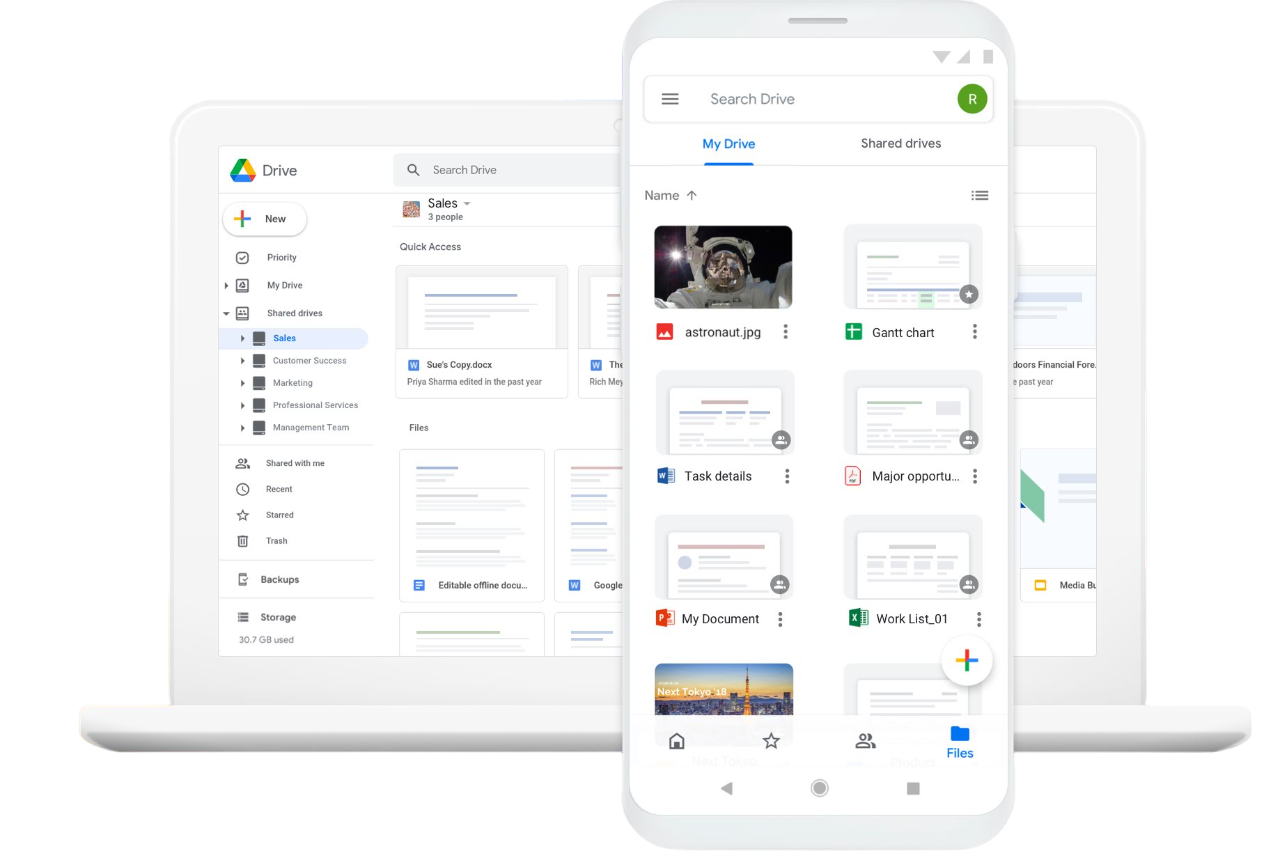 Drive
Search Drive
New
Priority
My Drive
Shared drives
Sales
Customer Success
Marketing
Professional Services
Management Team
Shared with me
Recent
Starred
Trash
Backups
Storage
30.7 GB used
Sales
3 people
Quick Access
Sue's Copy.docx
Priya Sharma edited in the past year
The
Rich Mey
doors Financial Fore.
e past year
Files
Editable offline docu...
Google
Media Bu
Search Drive
R
My Drive
Shared drives
Name
astronaut.jpg
Gantt chart
Task details
Major opportu...
My Document
Work List_01
Next Tokyo '18
Next Tokyo
Product
Files